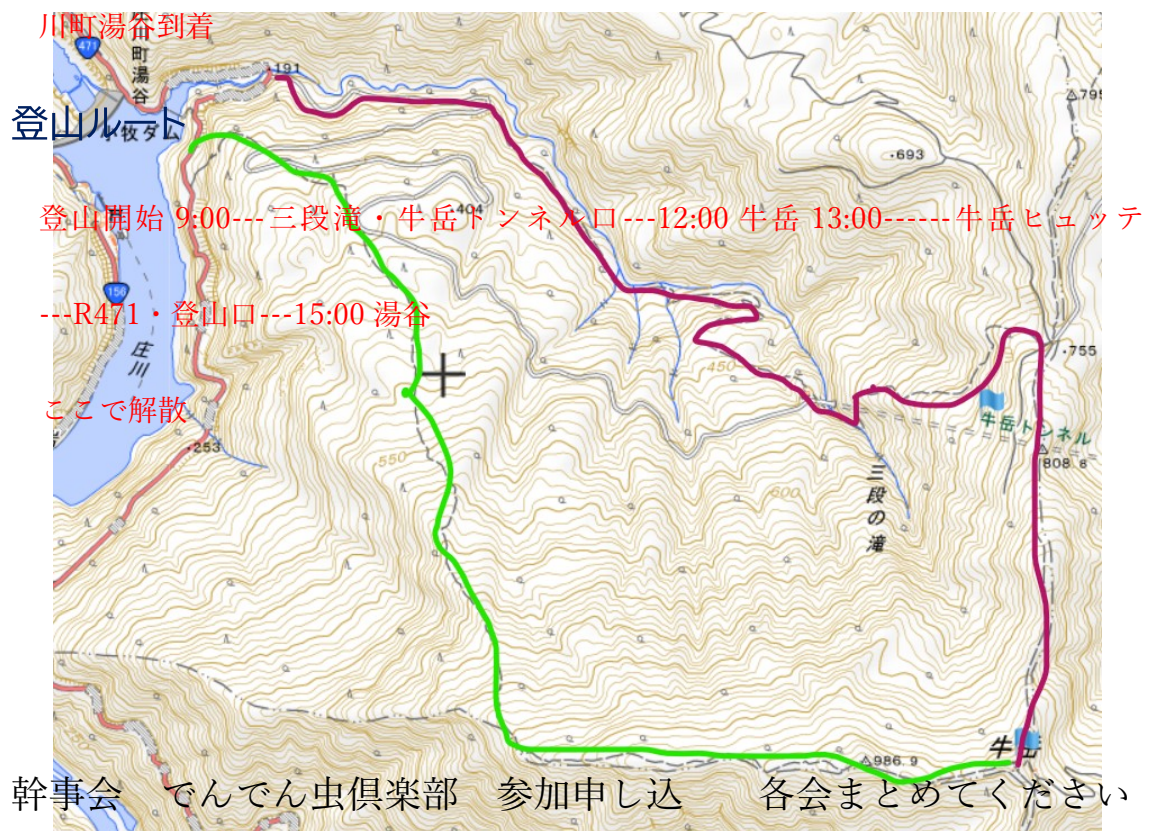 川町湯谷到着
471
町湯谷
191
795
登山ルート
小牧ダム
693
404
登山開始 9:00---三段滝・牛岳トンネル口---12:00 牛岳 13:00------牛岳ヒュッテ
156
---R471・登山口---15:00 湯谷
庄川
755
450
ここで解散
牛岳トンネル
253
550
808.8
三段の滝
600
250
牛岳
986.9
幹事会　でんでん虫倶楽部　参加申し込　　各会まとめてください